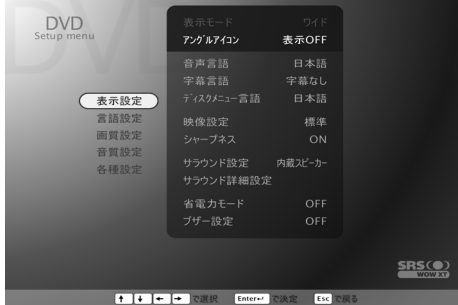 DVD
Setup menu
表示設定
言語設定
画質設定
音質設定
各種設定
表示モード ワイド
アングルアイコン 表示OFF
音声言語 日本語
字幕言語 字幕なし
ディスクメニュー言語 日本語
映像設定 標準
シャープネス ON
サラウンド設定 内蔵スピーカー
サラウンド詳細設定
省電力モード OFF
ブザー設定 OFF
SRS
WOW XT
↑ ↓ ← → で選択 Enter↵ で決定 Esc で戻る